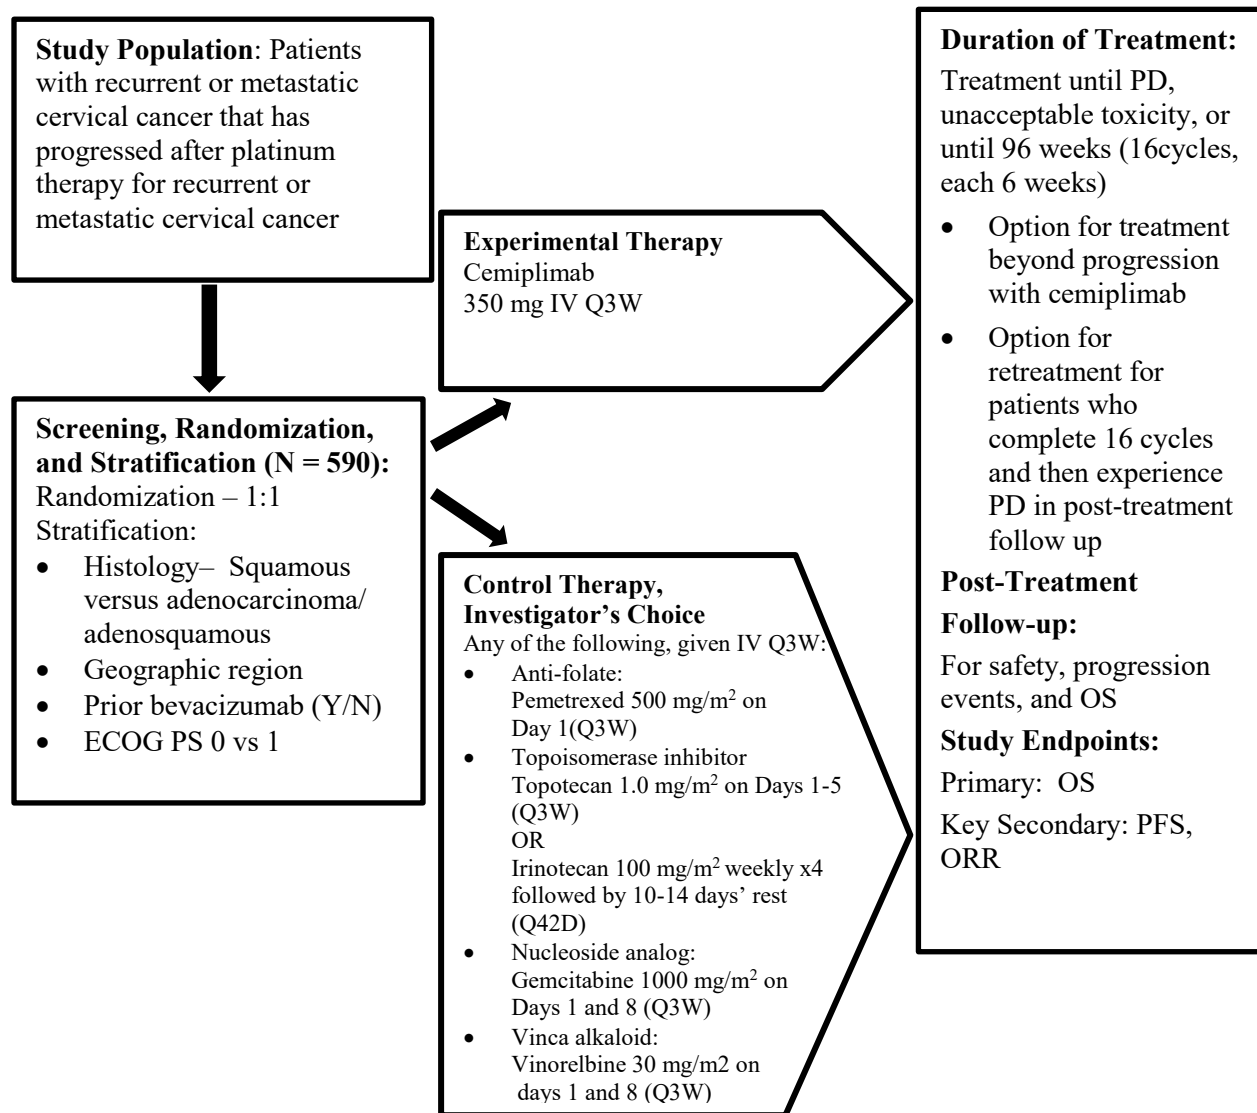 Study Population: Patients
with recurrent or metastatic
cervical cancer that has
progressed after platinum
therapy for recurrent or
metastatic cervical cancer
Screening, Randomization,
and Stratification (N = 590):
Randomization – 1:1
Stratification:
• Histology– Squamous
versus adenocarcinoma/
adenosquamous
• Geographic region
• Prior bevacizumab (Y/N)
• ECOG PS 0 vs 1
Experimental Therapy
Cemiplimab
350 mg IV Q3W
Control Therapy,
Investigator’s Choice
Any of the following, given IV Q3W:
• Anti-folate:
Pemetrexed 500 mg/m² on
Day 1(Q3W)
• Topoisomerase inhibitor
Topotecan 1.0 mg/m² on Days 1-5
(Q3W)
OR
Irinotecan 100 mg/m² weekly x4
followed by 10-14 days’ rest
(Q42D)
• Nucleoside analog:
Gemcitabine 1000 mg/m² on
Days 1 and 8 (Q3W)
• Vinca alkaloid:
Vinorelbine 30 mg/m2 on
days 1 and 8 (Q3W)
Duration of Treatment:
Treatment until PD,
unacceptable toxicity, or
until 96 weeks (16cycles,
each 6 weeks)
• Option for treatment
beyond progression
with cemiplimab
• Option for
retreatment for
patients who
complete 16 cycles
and then experience
PD in post-treatment
follow up
Post-Treatment
Follow-up:
For safety, progression
events, and OS
Study Endpoints:
Primary: OS
Key Secondary: PFS,
ORR